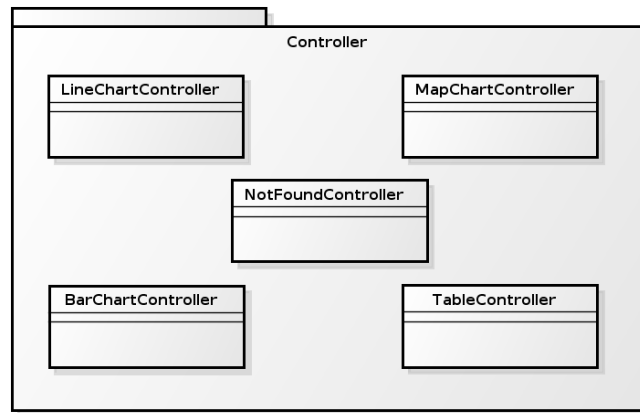 Controller
LineChartController
MapChartController
NotFoundController
BarChartController
TableController